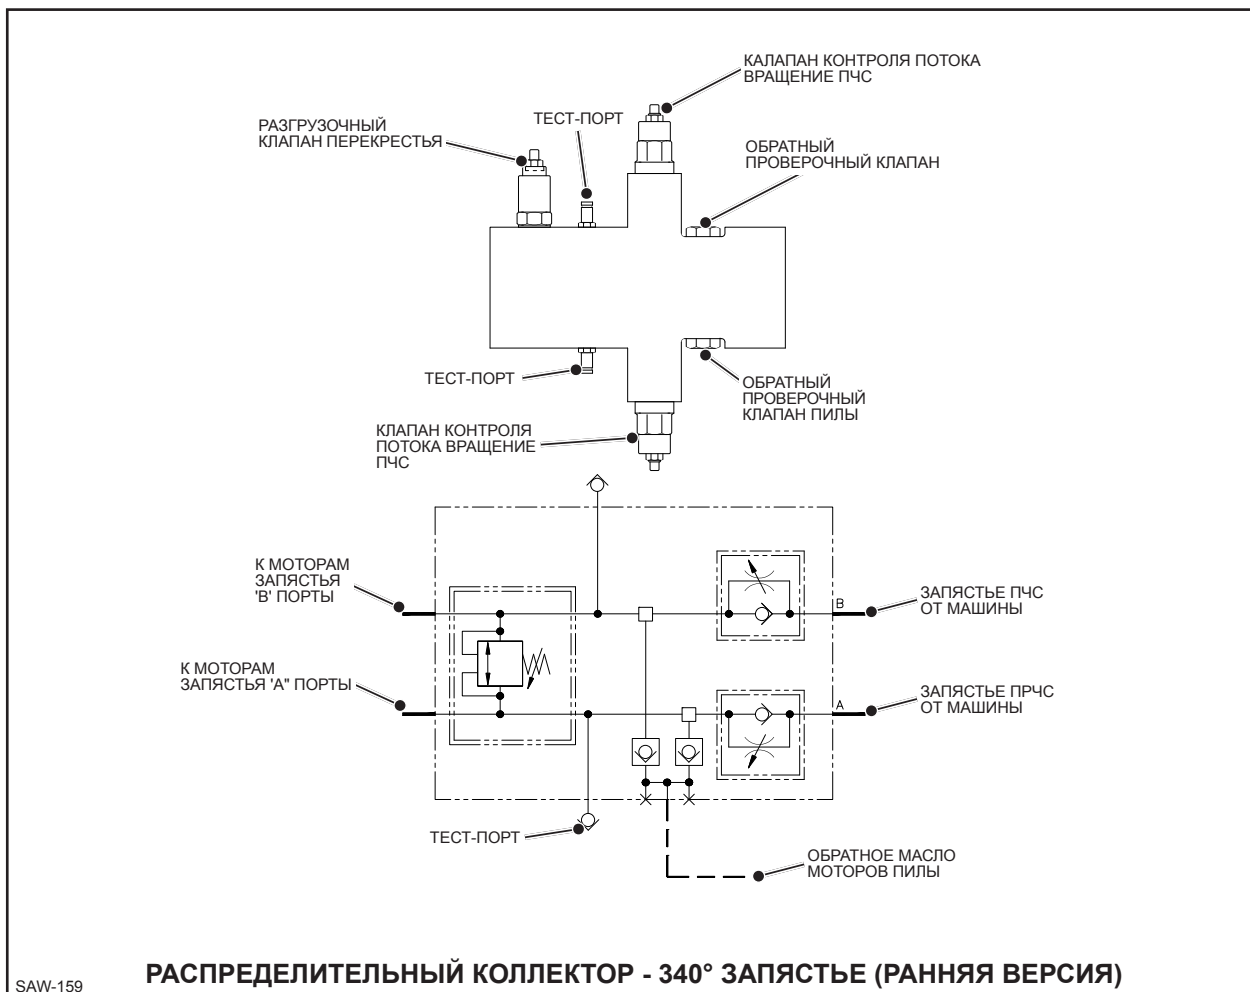 КАЛАПАН КОНТРОЛЯ ПОТОКА
ВРАЩЕНИЕ ПЧС
ТЕСТ-ПОРТ
РАЗГРУЗОЧНЫЙ
КЛАПАН ПЕРЕКРЕСТЬЯ
ОБРАТНЫЙ
ПРОВЕРОЧНЫЙ КЛАПАН
ТЕСТ-ПОРТ
ОБРАТНЫЙ
ПРОВЕРОЧНЫЙ
КЛАПАН ПИЛЫ
КЛАПАН КОНТРОЛЯ
ПОТОКА ВРАЩЕНИЕ
ПЧС
К МОТОРАМ
ЗАПЯСТЬЯ
'B' ПОРТЫ
B
ЗАПЯСТЬЕ ПЧС
ОТ МАШИНЫ
К МОТОРАМ
ЗАПЯСТЬЯ 'A" ПОРТЫ
A
ЗАПЯСТЬЕ ПРЧС
ОТ МАШИНЫ
ТЕСТ-ПОРТ
ОБРАТНОЕ МАСЛО
МОТОРОВ ПИЛЫ
РАСПРЕДЕЛИТЕЛЬНЫЙ КОЛЛЕКТОР - 340° ЗАПЯСТЬЕ (РАННЯЯ ВЕРСИЯ)
SAW-159